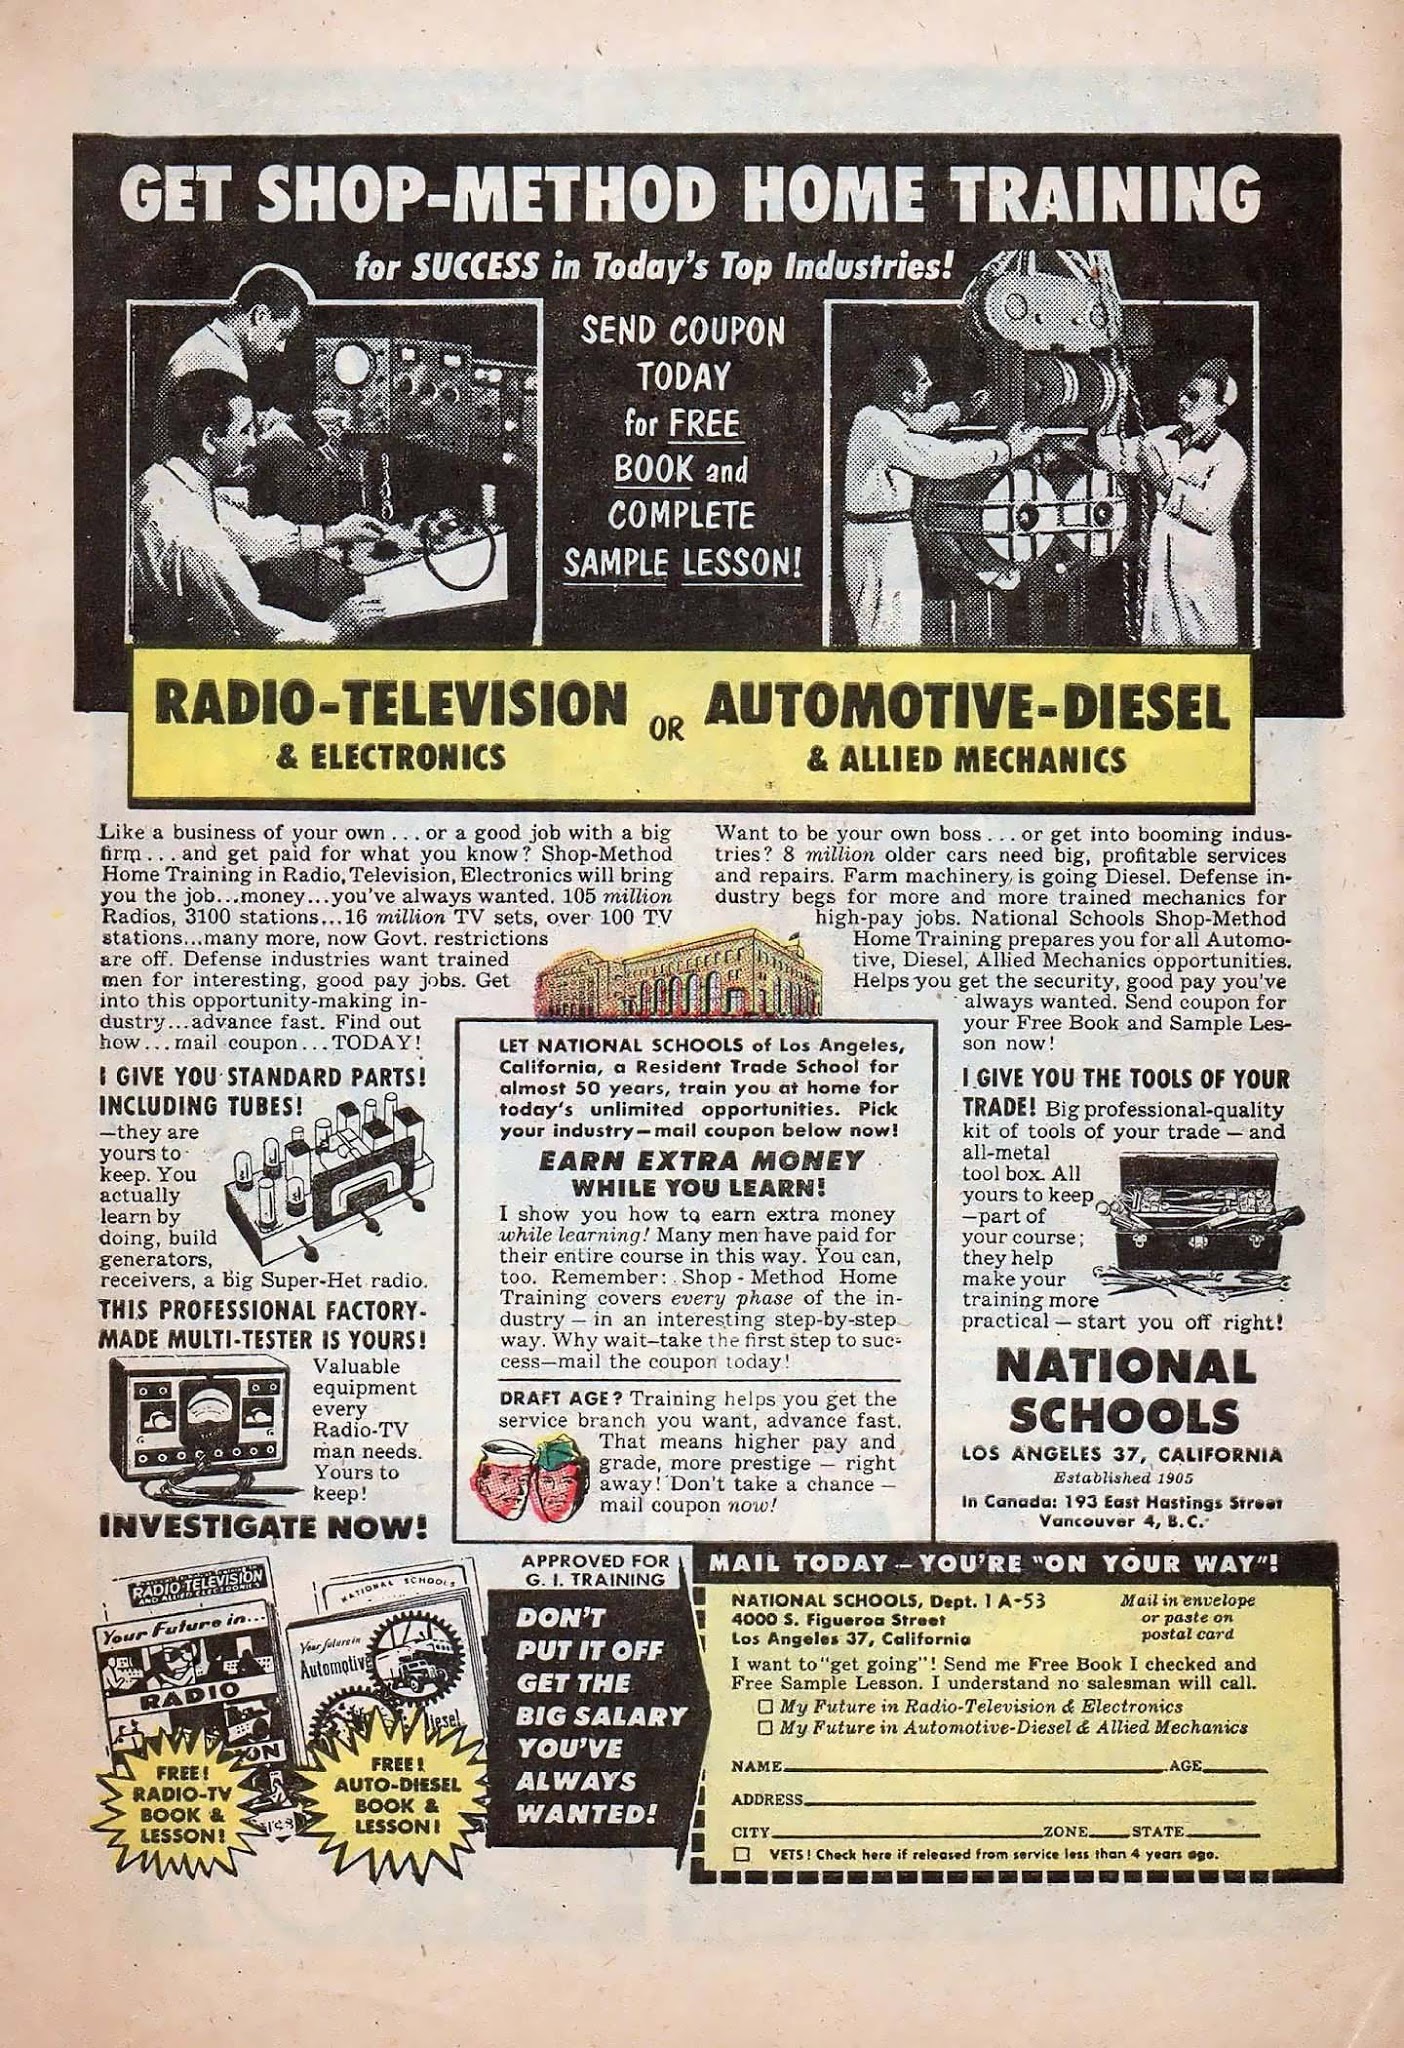 GET SHOP-METHOD HOME TRAINING
for SUCCESS in Today's Top Industries!
SEND COUPON
TODAY
for FREE
BOOK and
COMPLETE
SAMPLE LESSON!
RADIO-TELEVISION
& ELECTRONICS
OR
AUTOMOTIVE-DIESEL
& ALLIED MECHANICS
Like a business of your own...or a good job with a big
firm...and get paid for what you know? Shop-Method
Home Training in Radio, Television, Electronics will bring
you the job...money...you've always wanted. 105 million
Radios, 3100 stations...16 million TV sets, over 100 TV
stations...many more, now Govt. restrictions
are off. Defense industries want trained
men for interesting, good pay jobs. Get
into this opportunity-making in-
dustry...advance fast. Find out
how...mail coupon...TODAY!
I GIVE YOU STANDARD PARTS!
INCLUDING TUBES!
—they are
yours to
keep. You
actually
learn by
doing, build
generators,
receivers, a big Super-Het radio.
THIS PROFESSIONAL FACTORY-
MADE MULTI-TESTER IS YOURS!
Valuable
equipment
every
Radio-TV
man needs.
Yours to
keep!
INVESTIGATE NOW!
Want to be your own boss...or get into booming indus-
tries? 8 million older cars need big, profitable services
and repairs. Farm machinery is going Diesel. Defense in-
dustry begs for more and more trained mechanics for
high-pay jobs. National Schools Shop-Method
Home Training prepares you for all Automo-
tive, Diesel, Allied Mechanics opportunities.
Helps you get the security, good pay you've
always wanted. Send coupon for
your Free Book and Sample Les-
son now!
I GIVE YOU THE TOOLS OF YOUR
TRADE! Big professional-quality
kit of tools of your trade — and
all-metal
tool box. All
yours to keep
—part of
your course;
they help
make your
training more
practical — start you off right!
NATIONAL
SCHOOLS
LOS ANGELES 37, CALIFORNIA
Established 1905
In Canada: 193 East Hastings Street
Vancouver 4, B.C.
LET NATIONAL SCHOOLS of Los Angeles,
California, a Resident Trade School for
almost 50 years, train you at home for
today's unlimited opportunities. Pick
your industry—mail coupon below now!
EARN EXTRA MONEY
WHILE YOU LEARN!
I show you how to earn extra money
while learning! Many men have paid for
their entire course in this way. You can,
too. Remember: Shop-Method Home
Training covers every phase of the in-
dustry — in an interesting step-by-step
way. Why wait—take the first step to suc-
cess—mail the coupon today!
DRAFT AGE? Training helps you get the
service branch you want, advance fast.
That means higher pay and
grade, more prestige — right
away! Don't take a chance —
mail coupon now!
RADIO-TELEVISION
AND ALLIED ELECTRONICS
Your Future in...
RADIO
NATIONAL SCHOOLS
Your future in
Automotive
Diesel
FREE!
RADIO-TV
BOOK &
LESSON!
FREE!
AUTO-DIESEL
BOOK &
LESSON!
APPROVED FOR
G. I. TRAINING
DON'T
PUT IT OFF
GET THE
BIG SALARY
YOU'VE
ALWAYS
WANTED!
MAIL TODAY—YOU'RE "ON YOUR WAY"!
NATIONAL SCHOOLS, Dept. 1 A-53
4000 S. Figueroa Street
Los Angeles 37, California
Mail in envelope
or paste on
postal card
I want to "get going"! Send me Free Book I checked and
Free Sample Lesson. I understand no salesman will call.
☐ My Future in Radio-Television & Electronics
☐ My Future in Automotive-Diesel & Allied Mechanics
NAME AGE
ADDRESS
CITY ZONE STATE
☐ VETS! Check here if released from service less than 4 years ago.